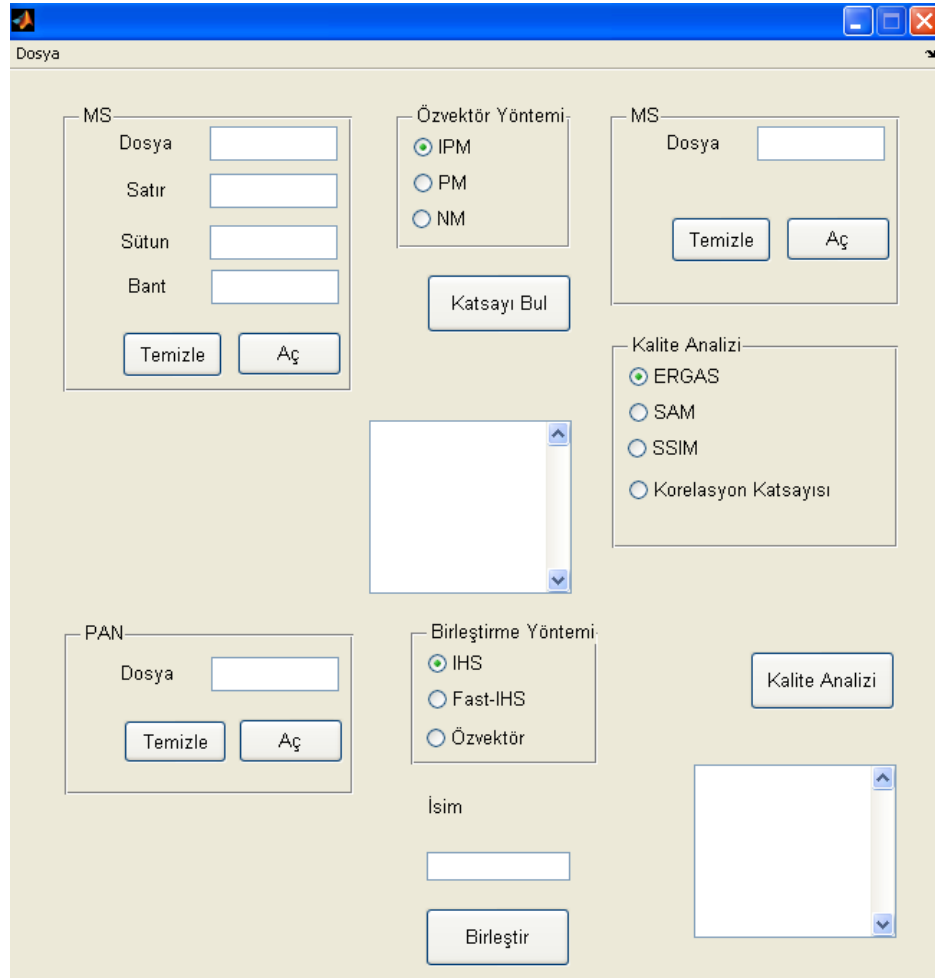 Dosya
MS
Dosya
Satır
Sütun
Bant
Temizle
Aç
Özvektör Yöntemi
IPM
PM
NM
Katsayı Bul
MS
Dosya
Temizle
Aç
Kalite Analizi
ERGAS
SAM
SSIM
Korelasyon Katsayısı
PAN
Dosya
Temizle
Aç
Birleştirme Yöntemi
IHS
Fast-IHS
Özvektör
İsim
Birleştir
Kalite Analizi